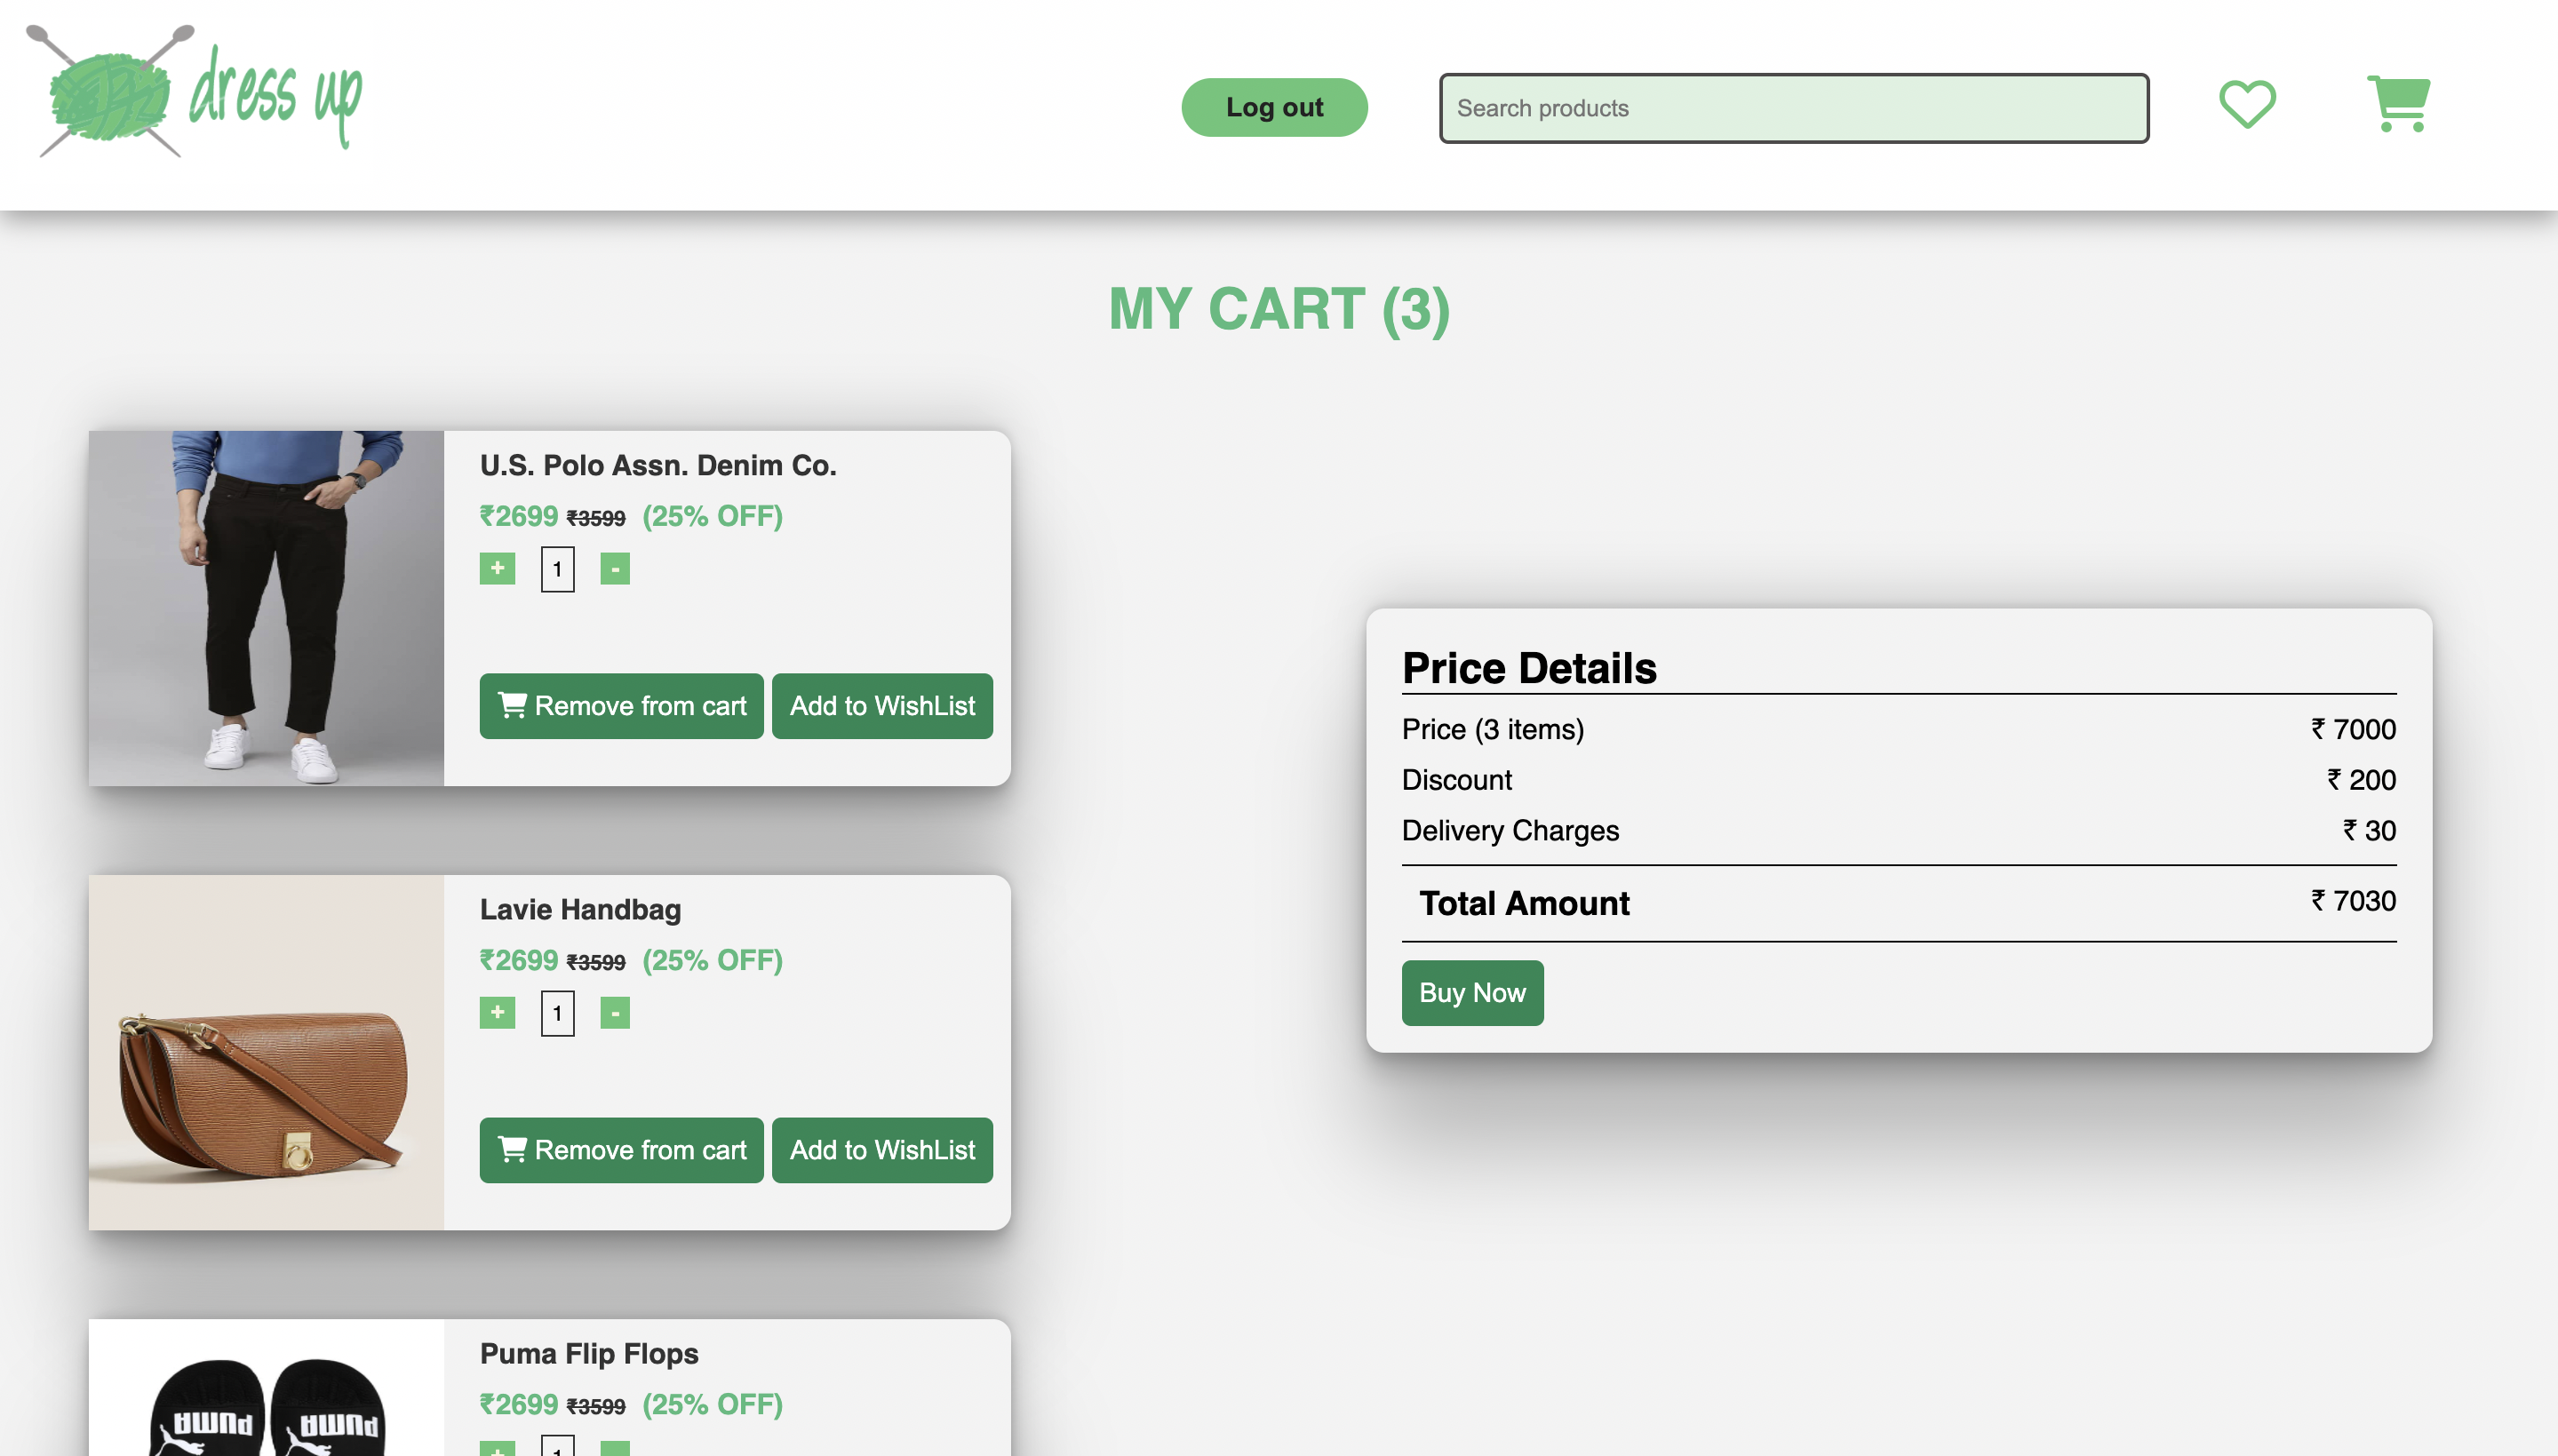 dress up
Log out
Search products
MY CART (3)
U.S. Polo Assn. Denim Co.
₹2699 ₹3599 (25% OFF)
+ 1 -
Remove from cart Add to WishList
Lavie Handbag
₹2699 ₹3599 (25% OFF)
+ 1 -
Remove from cart Add to WishList
Puma Flip Flops
₹2699 ₹3599 (25% OFF)
+ 1
PUMA PUMA
Price Details
Price (3 items) ₹ 7000
Discount ₹ 200
Delivery Charges ₹ 30
Total Amount ₹ 7030
Buy Now